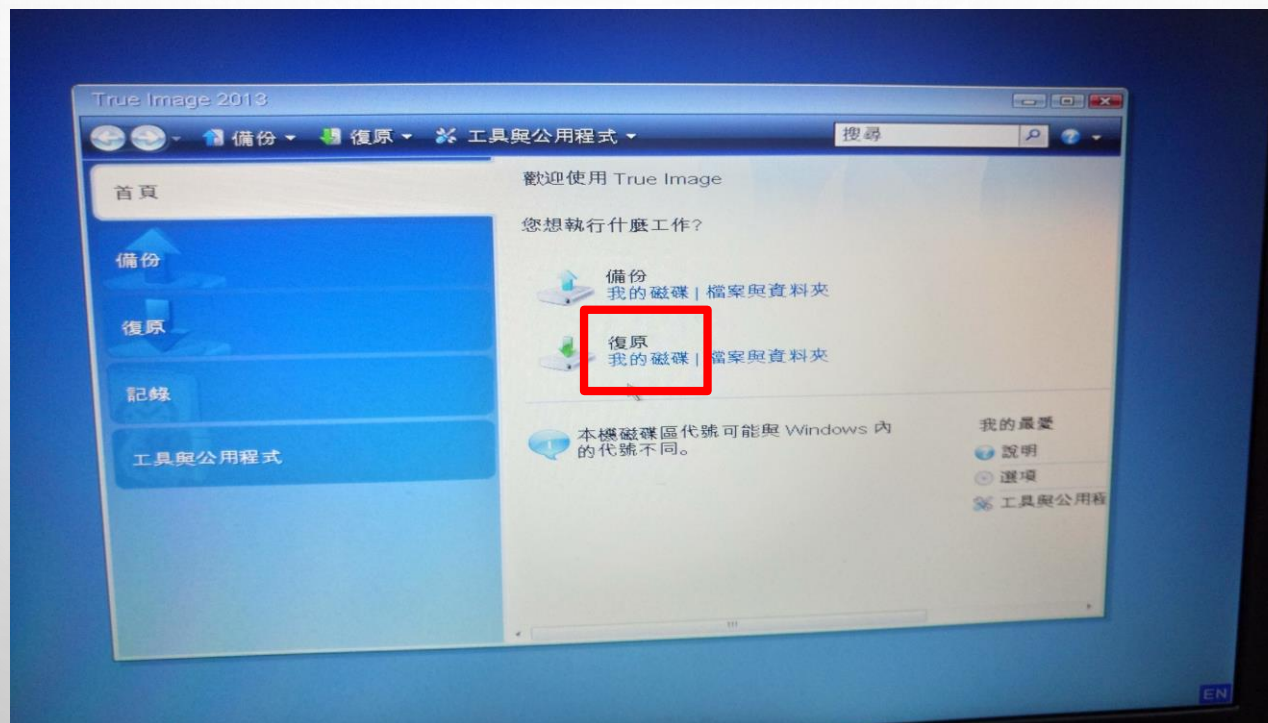 True Image 2013
備份 復原 工具與公用程式 搜尋
首頁
備份
復原
記錄
工具與公用程式
歡迎使用 True Image
您想執行什麼工作?
備份
我的磁碟 | 檔案與資料夾
復原
我的磁碟 | 檔案與資料夾
本機磁碟區代號可能與 Windows 內
的代號不同。
我的最愛
說明
選項
工具與公用程
EN